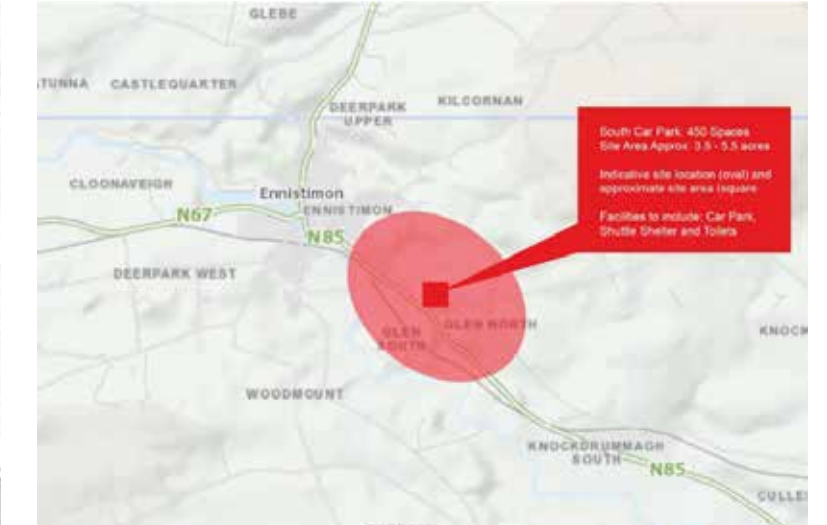 GLEBE
TUNNA
CASTLEQUARTER
DEERPARK
UPPER
KILCORNAN
South Car Park: 450 Spaces
Site Area Approx. 3.5 - 5.5 acres
Indicative site location (oval) and
approximate site area (square
Facilities to include: Car Park,
Shuttle Shelter and Toilets
CLOONAVEIGH
Ennistimon
ENNISTIMON
N67
N85
DEERPARK WEST
GLEN NORTH
GLEN
SOUTH
KNOCK
WOODMOUNT
KNOCKDRUMMAGH
SOUTH
N85
CULLE